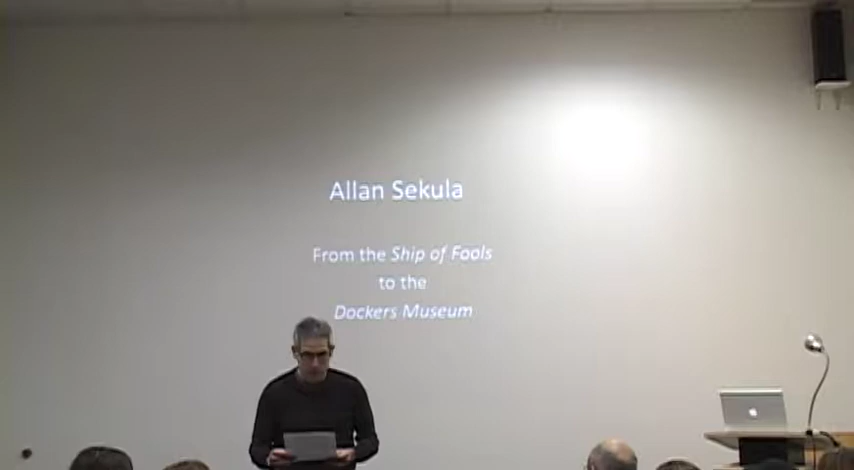 Allan Sekula
From the Ship of Fools
to the
Dockers Museum